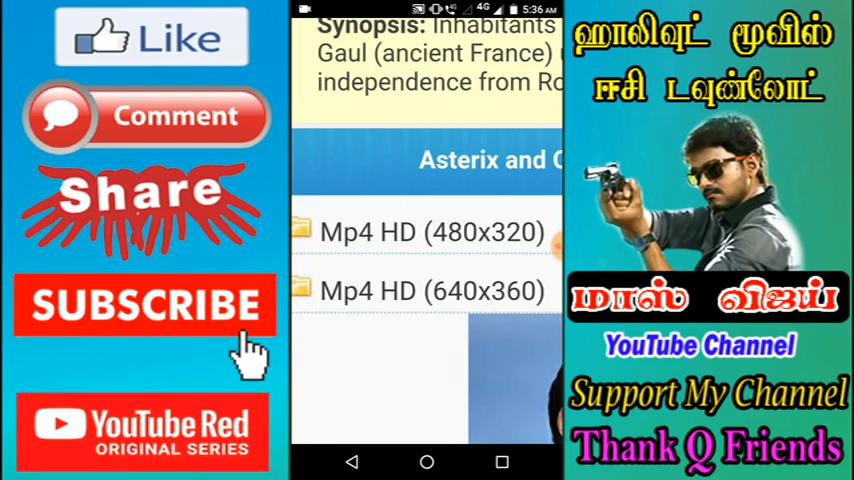 Like
Comment
Share
SUBSCRIBE
YouTube Red
ORIGINAL SERIES
4G 5:36 AM
Synopsis: Inhabitants
Gaul (ancient France)
independence from Ro
Asterix and
Mp4 HD (480x320)
Mp4 HD (640x360)
ஹாலிவுட் மூவிஸ்
ஈசி டவுண்லோட்
மாஸ் விஜய்
YouTube Channel
Support My Channel
Thank Q Friends